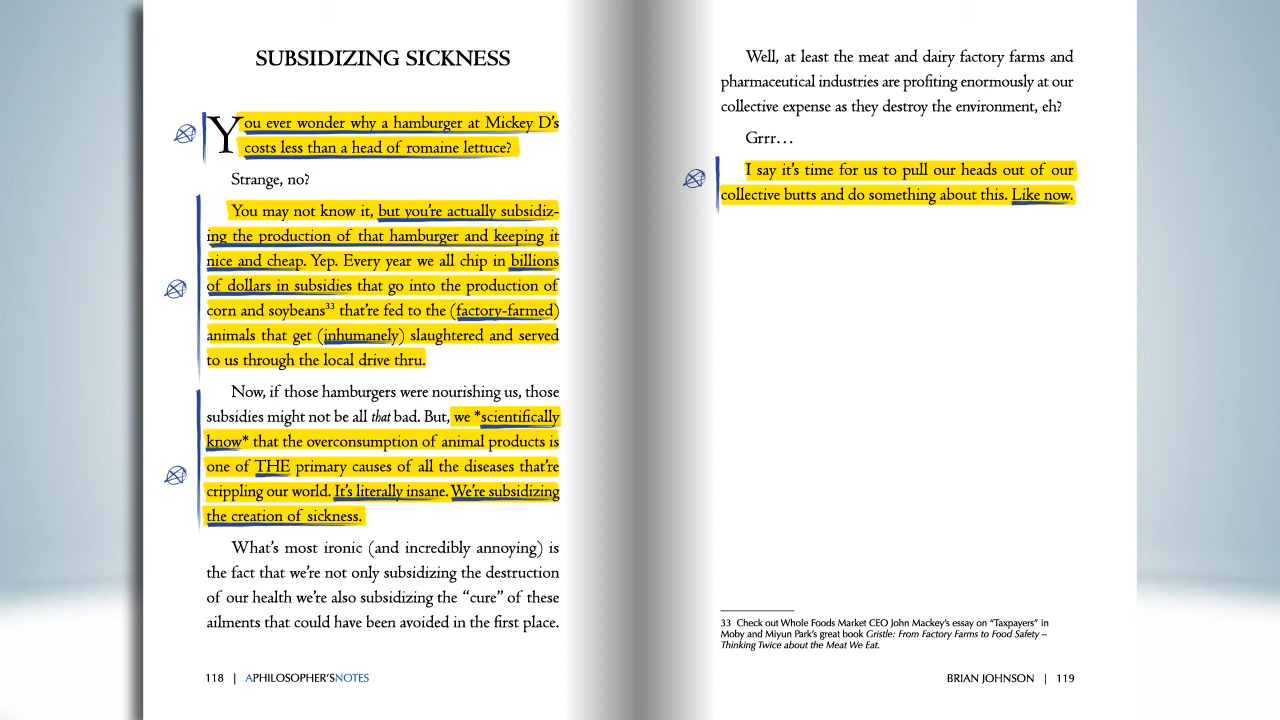 SUBSIDIZING SICKNESS
You ever wonder why a hamburger at Mickey D's
costs less than a head of romaine lettuce?
Strange, no?
You may not know it, but you're actually subsidiz-
ing the production of that hamburger and keeping it
nice and cheap. Yep. Every year we all chip in billions
of dollars in subsidies that go into the production of
corn and soybeans33 that're fed to the (factory-farmed)
animals that get (inhumanely) slaughtered and served
to us through the local drive thru.
Now, if those hamburgers were nourishing us, those
subsidies might not be all that bad. But, we *scientifically
know* that the overconsumption of animal products is
one of THE primary causes of all the diseases that're
crippling our world. It's literally insane. We're subsidizing
the creation of sickness.
What's most ironic (and incredibly annoying) is
the fact that we're not only subsidizing the destruction
of our health we're also subsidizing the “cure” of these
ailments that could have been avoided in the first place.
118 | APHILOSOPHER'SNOTES
Well, at least the meat and dairy factory farms and
pharmaceutical industries are profiting enormously at our
collective expense as they destroy the environment, eh?
Grrr…
I say it's time for us to pull our heads out of our
collective butts and do something about this. Like now.
33 Check out Whole Foods Market CEO John Mackey's essay on “Taxpayers” in
Moby and Miyun Park's great book Gristle: From Factory Farms to Food Safety –
Thinking Twice about the Meat We Eat.
BRIAN JOHNSON | 119